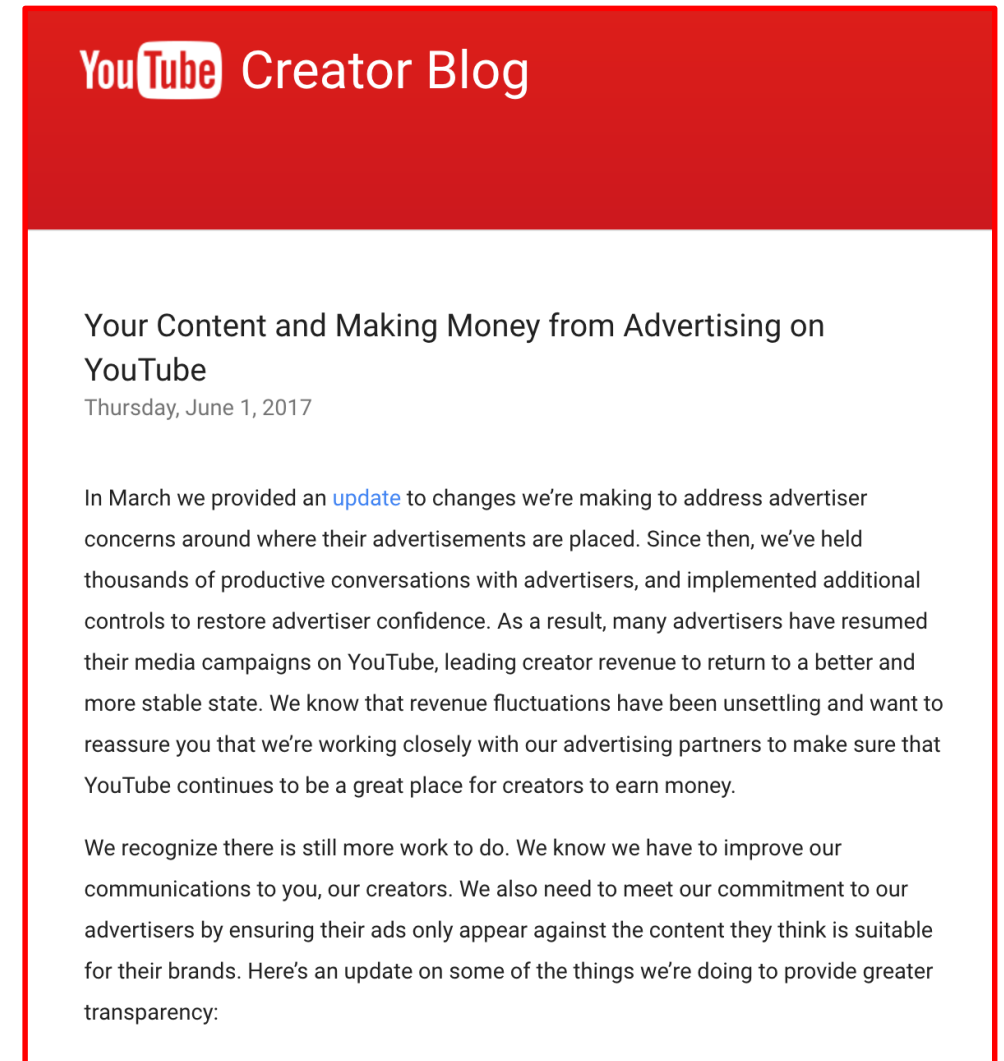 YouTube Creator Blog
Your Content and Making Money from Advertising on
YouTube
Thursday, June 1, 2017
In March we provided an update to changes we’re making to address advertiser
concerns around where their advertisements are placed. Since then, we’ve held
thousands of productive conversations with advertisers, and implemented additional
controls to restore advertiser confidence. As a result, many advertisers have resumed
their media campaigns on YouTube, leading creator revenue to return to a better and
more stable state. We know that revenue fluctuations have been unsettling and want to
reassure you that we’re working closely with our advertising partners to make sure that
YouTube continues to be a great place for creators to earn money.
We recognize there is still more work to do. We know we have to improve our
communications to you, our creators. We also need to meet our commitment to our
advertisers by ensuring their ads only appear against the content they think is suitable
for their brands. Here’s an update on some of the things we’re doing to provide greater
transparency: